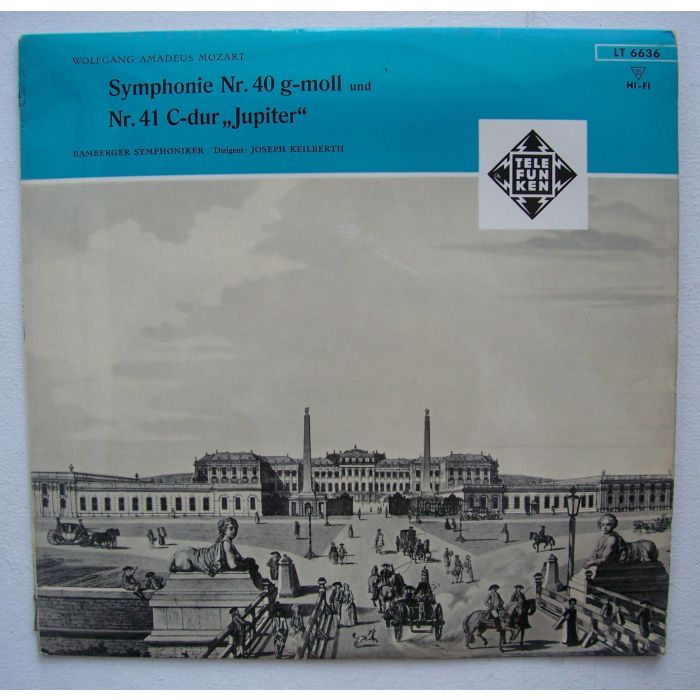 WOLFGANG AMADEUS MOZART
LT 6636
Symphonie Nr. 40 g-moll und
HI-FI
Nr. 41 C-dur „Jupiter“
BAMBERGER SYMPHONIKER Dirigent: JOSEPH KEILBERTH
TELE
FUN
KEN